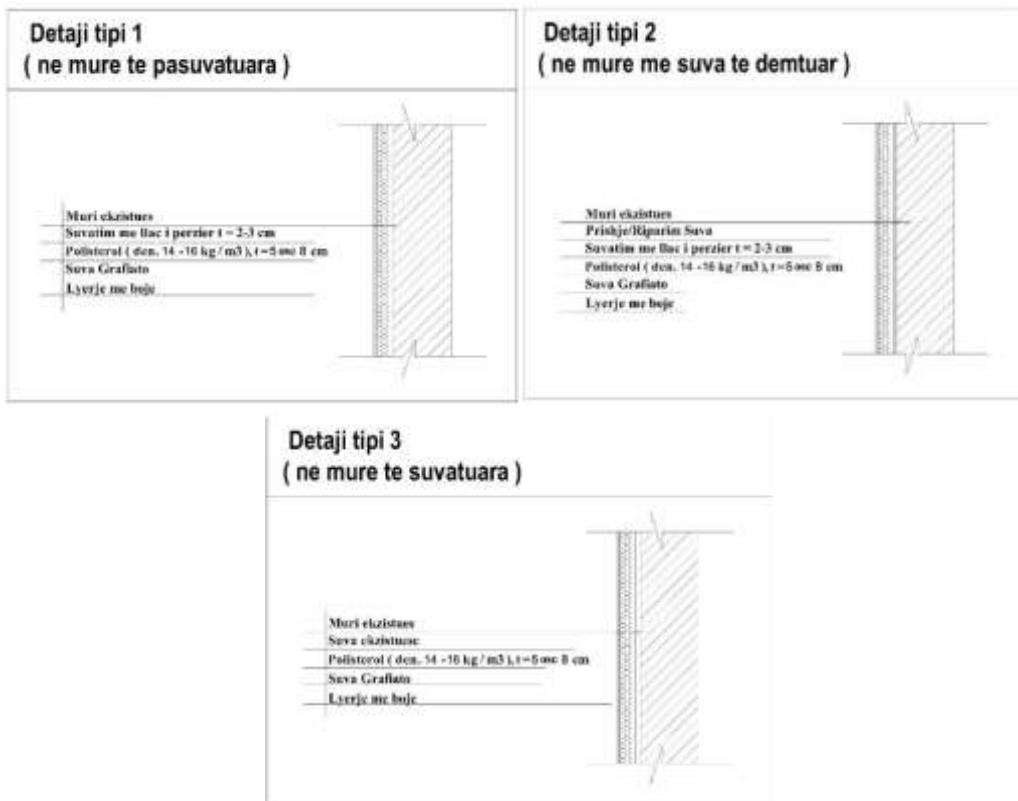 Detaji tipi 1
( ne mure te pasuvatuara )
Muri ekzistues
Suvatim me llac i perzier t = 2-3 cm
Polisterol ( den. 14 -16 kg / m3 ), t=5 ose 8 cm
Suva Grafiato
Lyerje me boje
Detaji tipi 2
( ne mure me suva te demtuar )
Muri ekzistues
Prishje/Riparim Suva
Suvatim me llac i perzier t = 2-3 cm
Polisterol ( den. 14 -16 kg / m3 ), t=5 ose 8 cm
Suva Grafiato
Lyerje me boje
Detaji tipi 3
( ne mure te suvatuara )
Muri ekzistues
Suva ekzistuese
Polisterol ( den. 14 -16 kg / m3 ), t=5 ose 8 cm
Suva Grafiato
Lyerje me boje